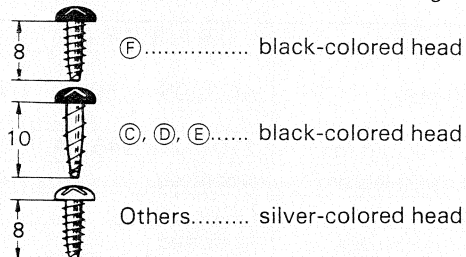 8 Ⓕ................ black-colored head
10 Ⓒ, Ⓓ, Ⓔ...... black-colored head
8 Others......... silver-colored head